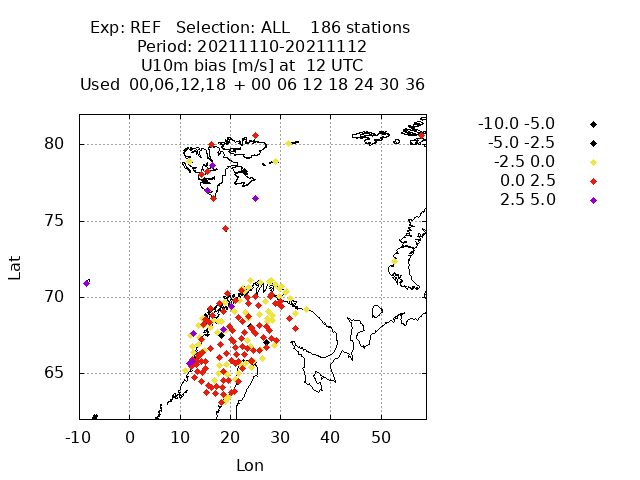 Exp: REF Selection: ALL 186 stations
Period: 20211110-20211112
U10m bias [m/s] at 12 UTC
Used 00,06,12,18 + 00 06 12 18 24 30 36
-10.0 -5.0
-5.0 -2.5
-2.5 0.0
0.0 2.5
2.5 5.0
80
75
70
65
Lat
-10 0 10 20 30 40 50
Lon